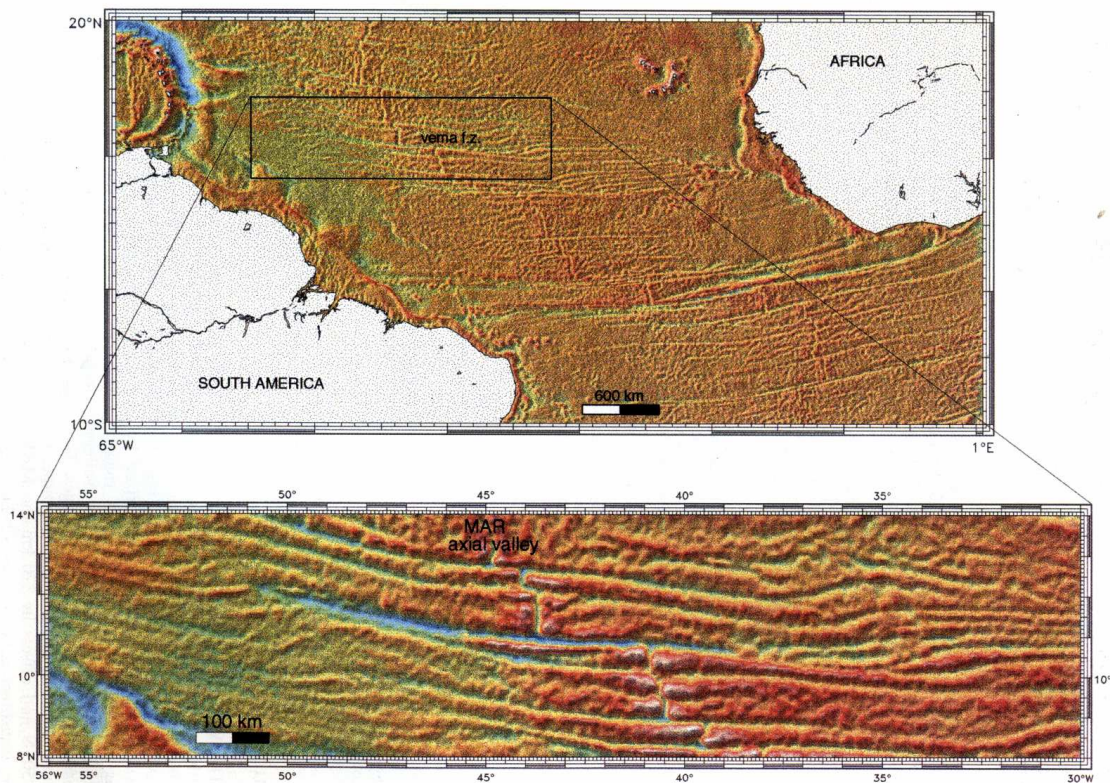 20°N
AFRICA
vema f.z.
SOUTH AMERICA
600 km
10°S
65°W
1°E
55°
50°
45°
40°
35°
14°N
MAR
axial valley
10°
10°
100 km
8°N
56°W
55°
50°
45°
40°
35°
30°W